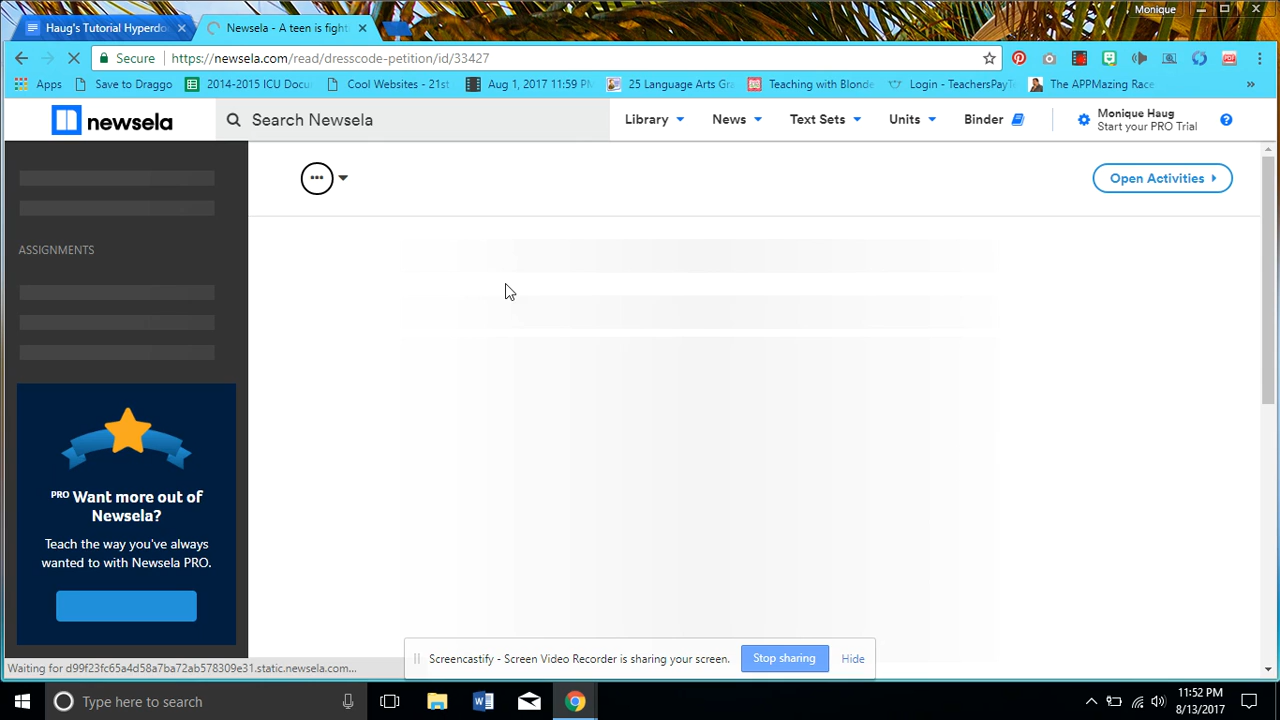 Monique
Haug's Tutorial Hyperdo
Newsela - A teen is fight
Secure
https://newsela.com/read/dresscode-petition/id/33427
Apps
Save to Draggo
2014-2015 ICU Docu
Cool Websites - 21st
Aug 1, 2017 11:59 P
25 Language Arts Gra
Teaching with Blonde
Login - TeachersPayT
The APPMazing Race
»
newsela
Search Newsela
Library
News
Text Sets
Units
Binder
Monique Haug
Start your PRO Trial
?
Open Activities
ASSIGNMENTS
PRO Want more out of
Newsela?
Teach the way you've always
wanted to with Newsela PRO.
Screencastify - Screen Video Recorder is sharing your screen.
Stop sharing
Hide
Waiting for d99f23fc65a4d58a7ba72ab578309e31.static.newsela.com...
Type here to search
11:52 PM
8/13/2017